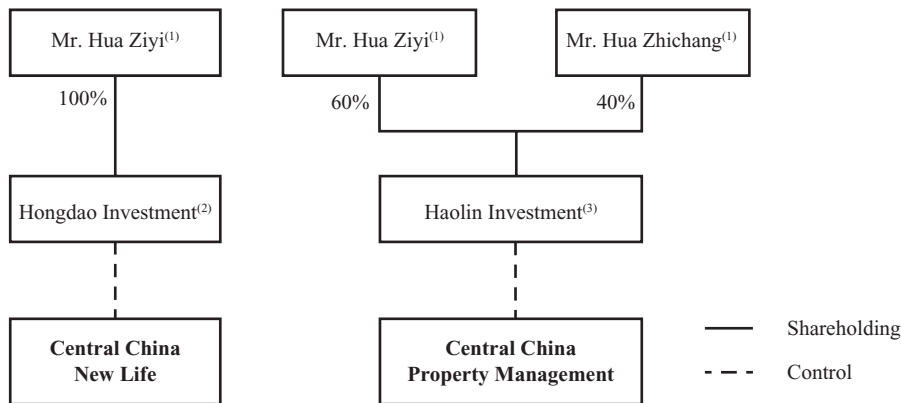 Mr. Hua Ziyi(1)
Mr. Hua Ziyi(1)
Mr. Hua Zhichang(1)
100%
60%
40%
Hongdao Investment(2)
Haolin Investment(3)
Central China
New Life
Central China
Property Management
Shareholding
Control